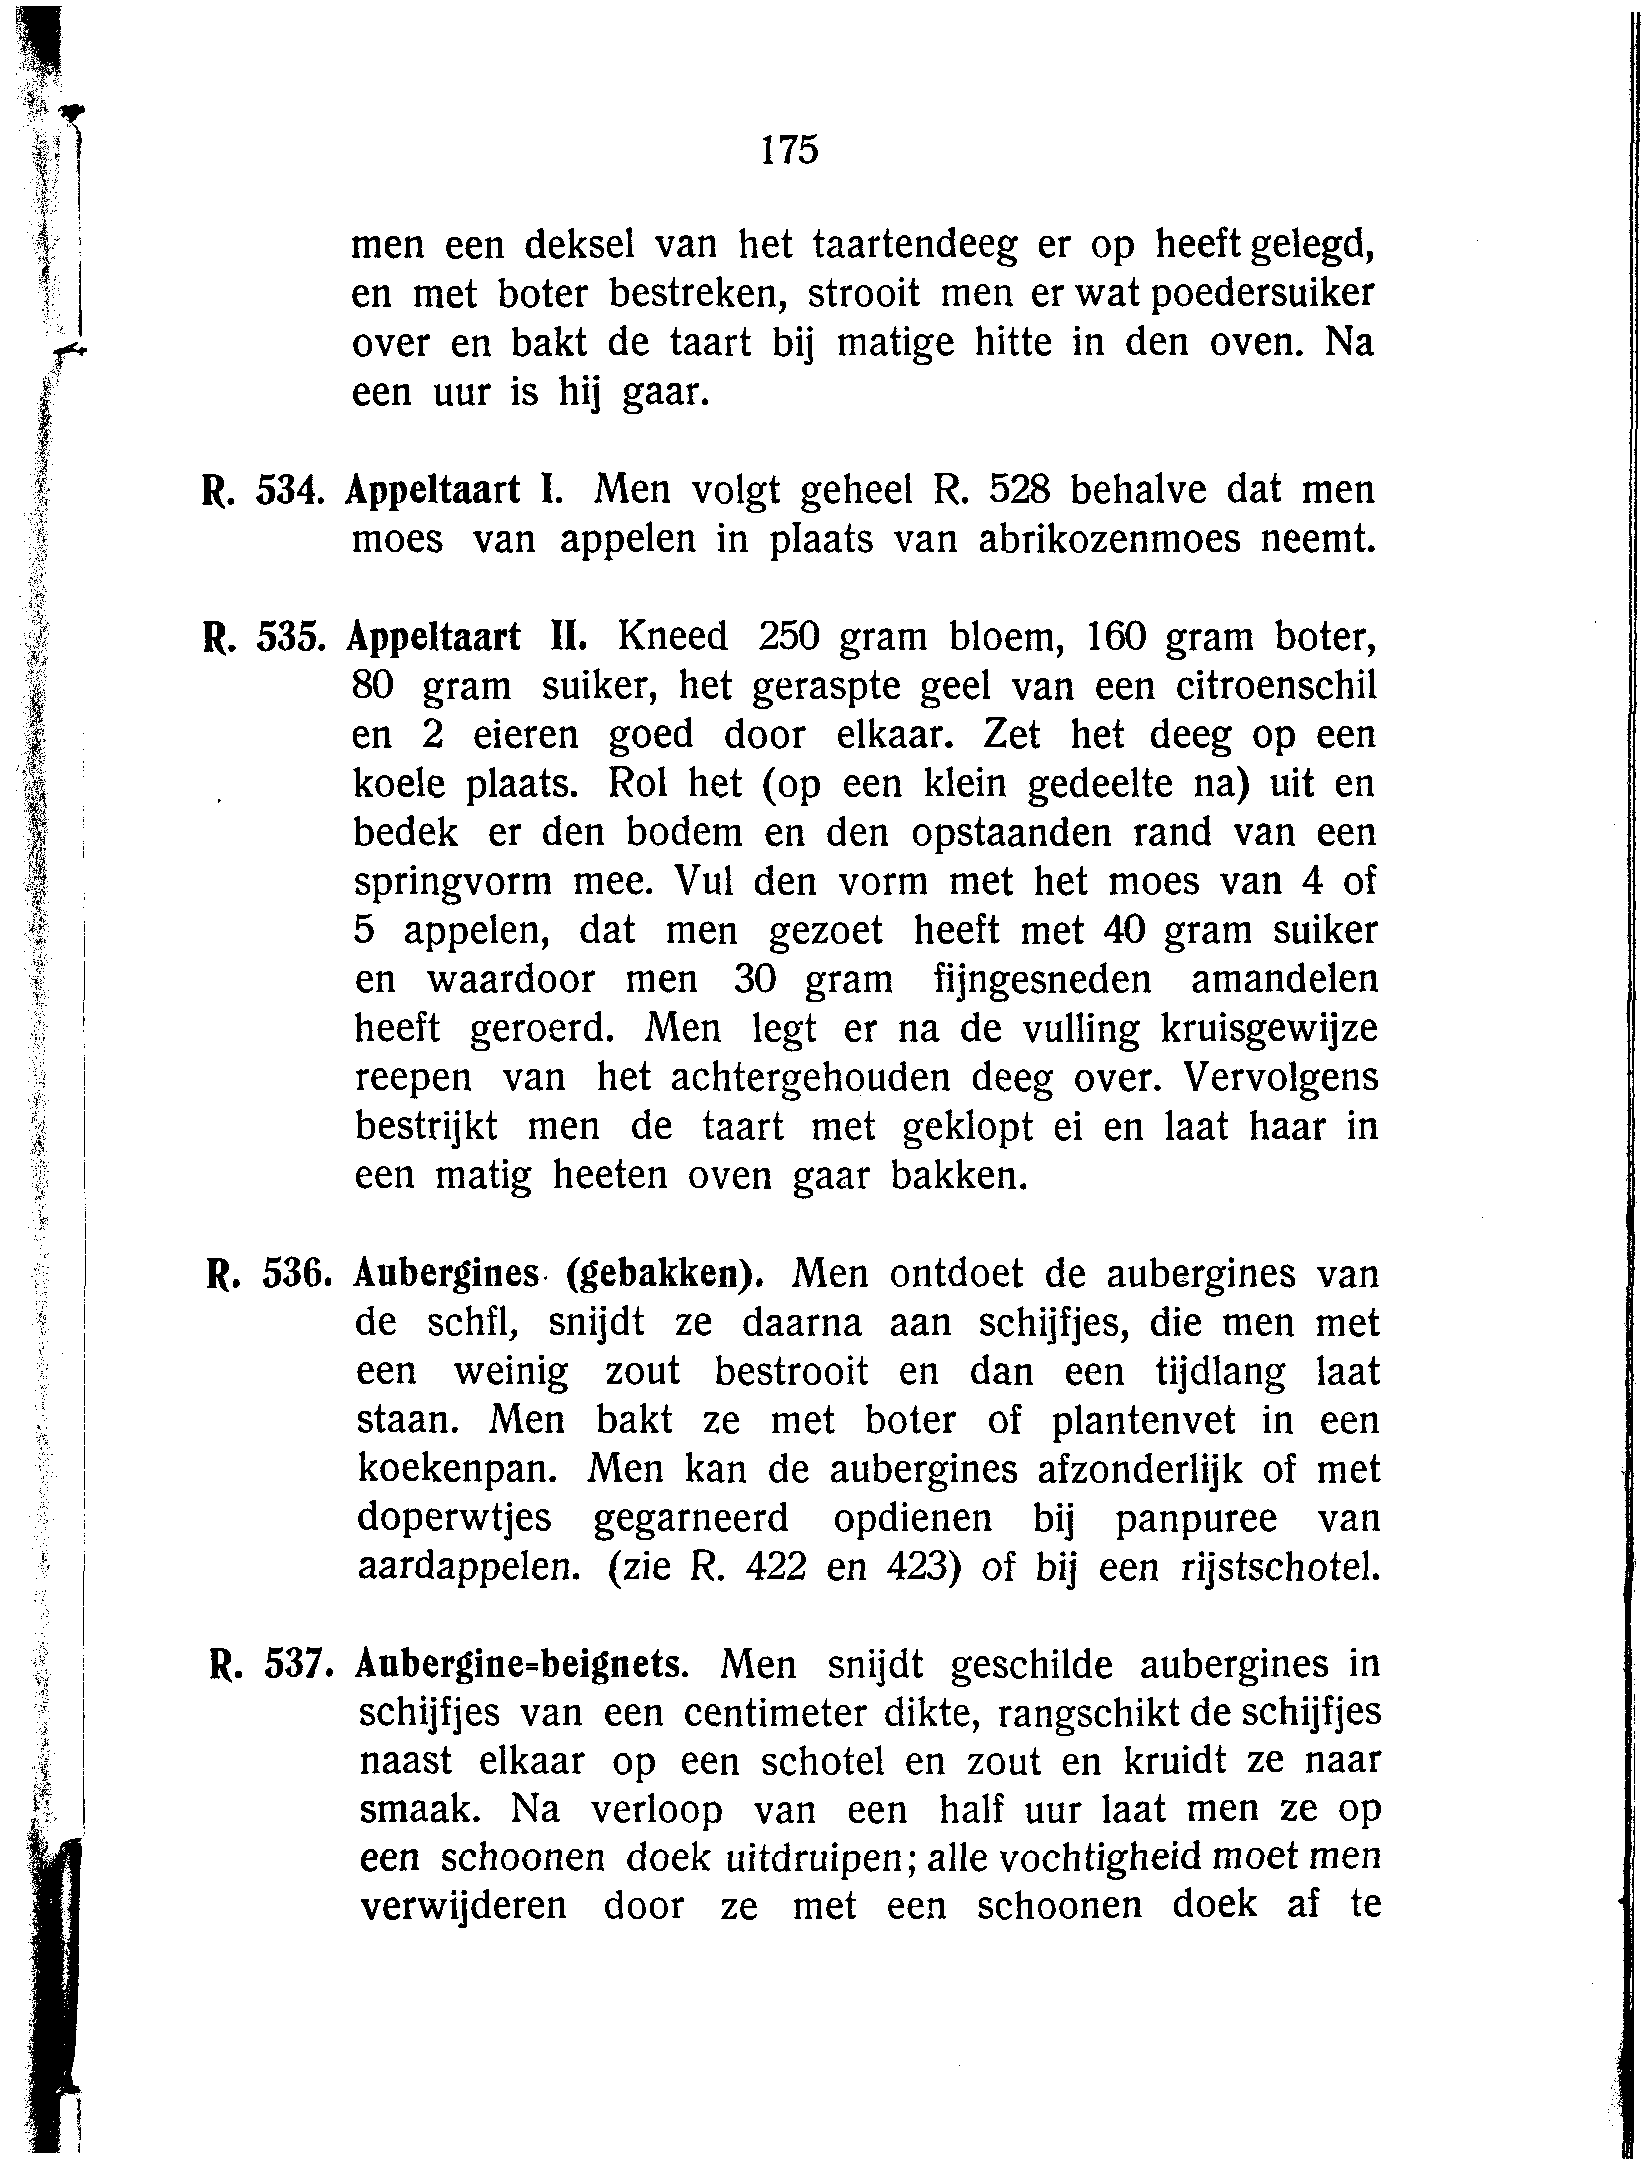 175
men een deksel van het taartendeeg er op heeft gelegd,
en met boter bestreken, strooit men er wat poedersuiker
over en bakt de taart bij matige hitte in den oven. Na
een uur is hij gaar.
R. 534. Appeltaart I. Men volgt geheel R. 528 behalve dat men
moes van appelen in plaats van abrikozenmoes neemt.
R. 535. Appeltaart II. Kneed 250 gram bloem, 160 gram boter,
80 gram suiker, het geraspte geel van een citroenschil
en 2 eieren goed door elkaar. Zet het deeg op een
koele plaats. Rol het (op een klein gedeelte na) uit en
bedek er den bodem en den opstaanden rand van een
springvorm mee. Vul den vorm met het moes van 4 of
5 appelen, dat men gezoet heeft met 40 gram suiker
en waardoor men 30 gram fijngesneden amandelen
heeft geroerd. Men legt er na de vulling kruisgewijze
reepen van het achtergehouden deeg over. Vervolgens
bestrijkt men de taart met geklopt ei en laat haar in
een matig heeten oven gaar bakken.
R. 536. Aubergines (gebakken). Men ontdoet de aubergines van
de schfl, snijdt ze daarna aan schijfjes, die men met
een weinig zout bestrooit en dan een tijdlang laat
staan. Men bakt ze met boter of plantenvet in een
koekenpan. Men kan de aubergines afzonderlijk of met
doperwtjes gegarneerd opdienen bij panpuree van
aardappelen. (zie R. 422 en 423) of bij een rijstschotel.
R. 537. Aubergine=beignets. Men snijdt geschilde aubergines in
schijfjes van een centimeter dikte, rangschikt de schijfjes
naast elkaar op een schotel en zout en kruidt ze naar
smaak. Na verloop van een half uur laat men ze op
een schoonen doek uitdruipen; alle vochtigheid moet men
verwijderen door ze met een schoonen doek af te